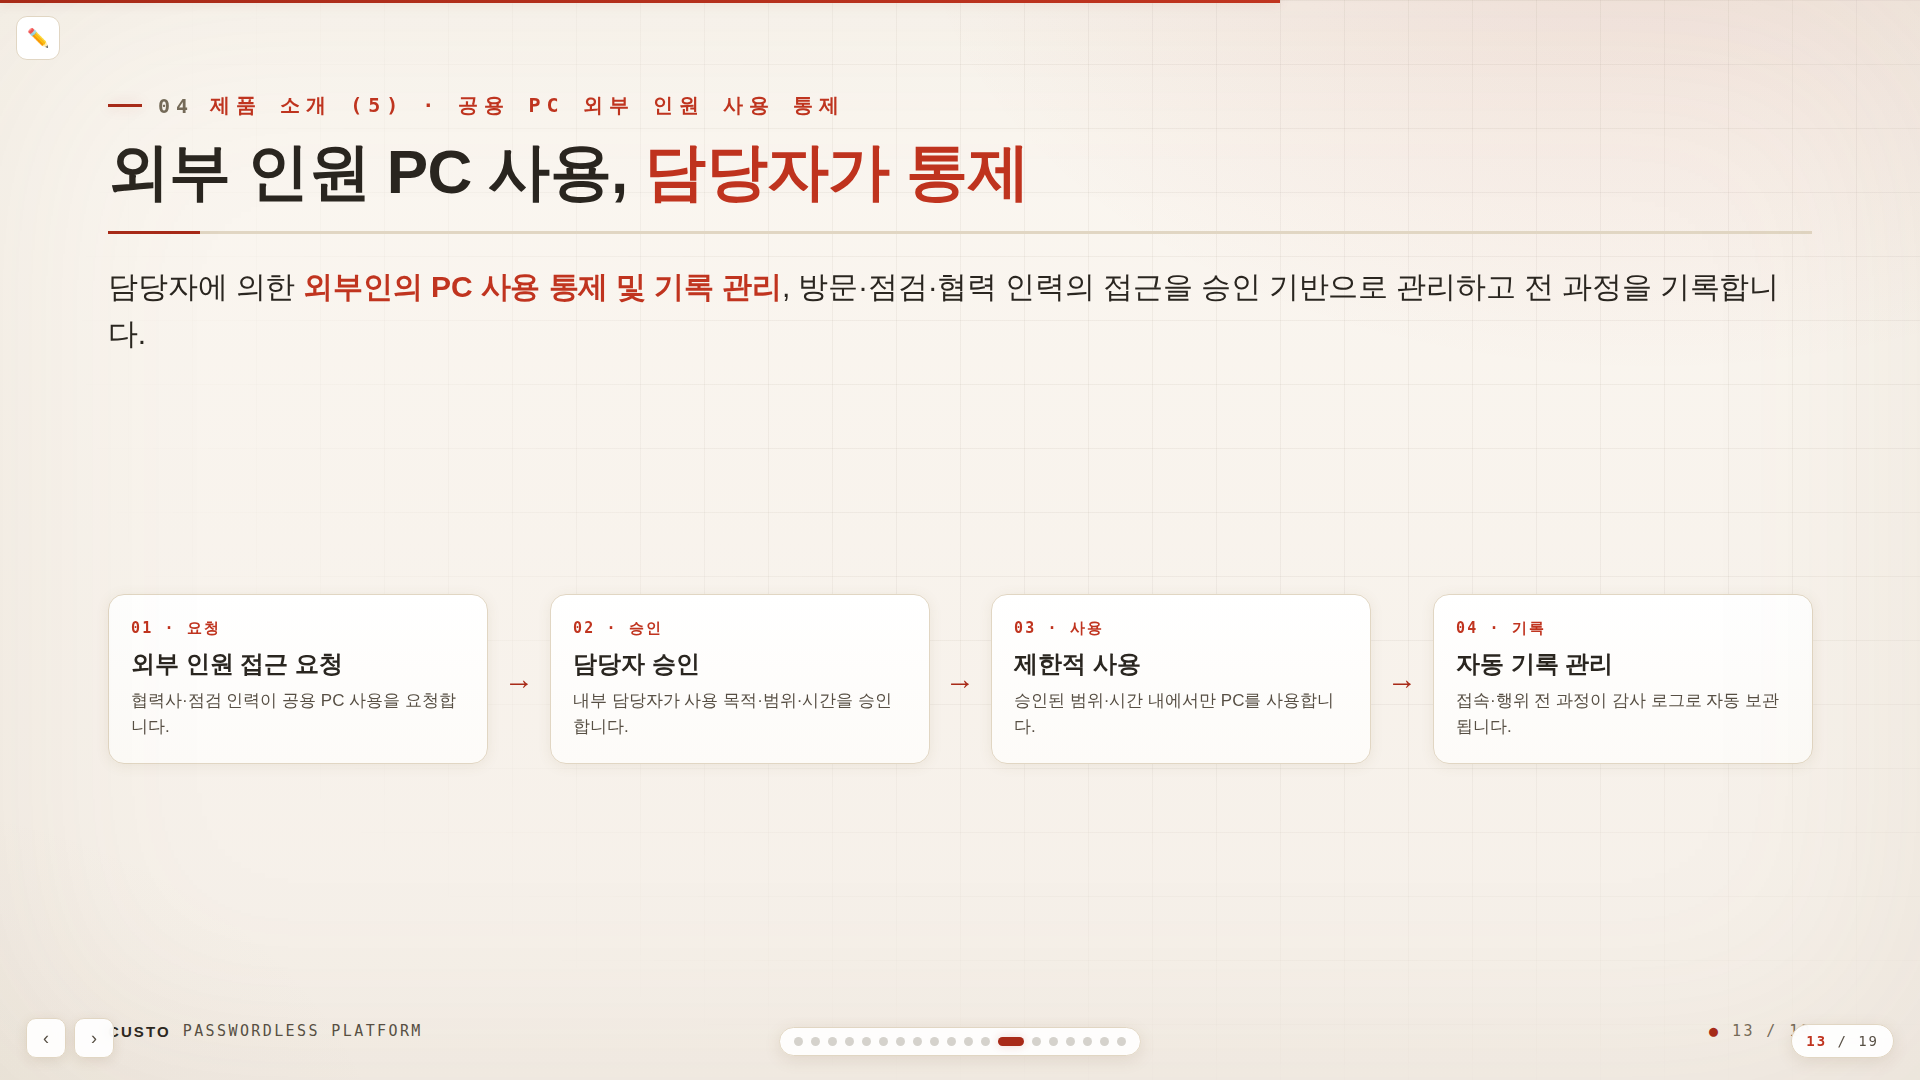 04 제품 소개 (5) · 공용 PC 외부 인원 사용 통제
외부 인원 PC 사용, 담당자가 통제
담당자에 의한 외부인의 PC 사용 통제 및 기록 관리, 방문·점검·협력 인력의 접근을 승인 기반으로 관리하고 전 과정을 기록합니
다.
01 · 요청
외부 인원 접근 요청
협력사·점검 인력이 공용 PC 사용을 요청합
니다.
→
02 · 승인
담당자 승인
내부 담당자가 사용 목적·범위·시간을 승인
합니다.
→
03 · 사용
제한적 사용
승인된 범위·시간 내에서만 PC를 사용합니
다.
→
04 · 기록
자동 기록 관리
접속·행위 전 과정이 감사 로그로 자동 보관
됩니다.
‹ ›
CUSTO PASSWORDLESS PLATFORM
13 /
13 / 19